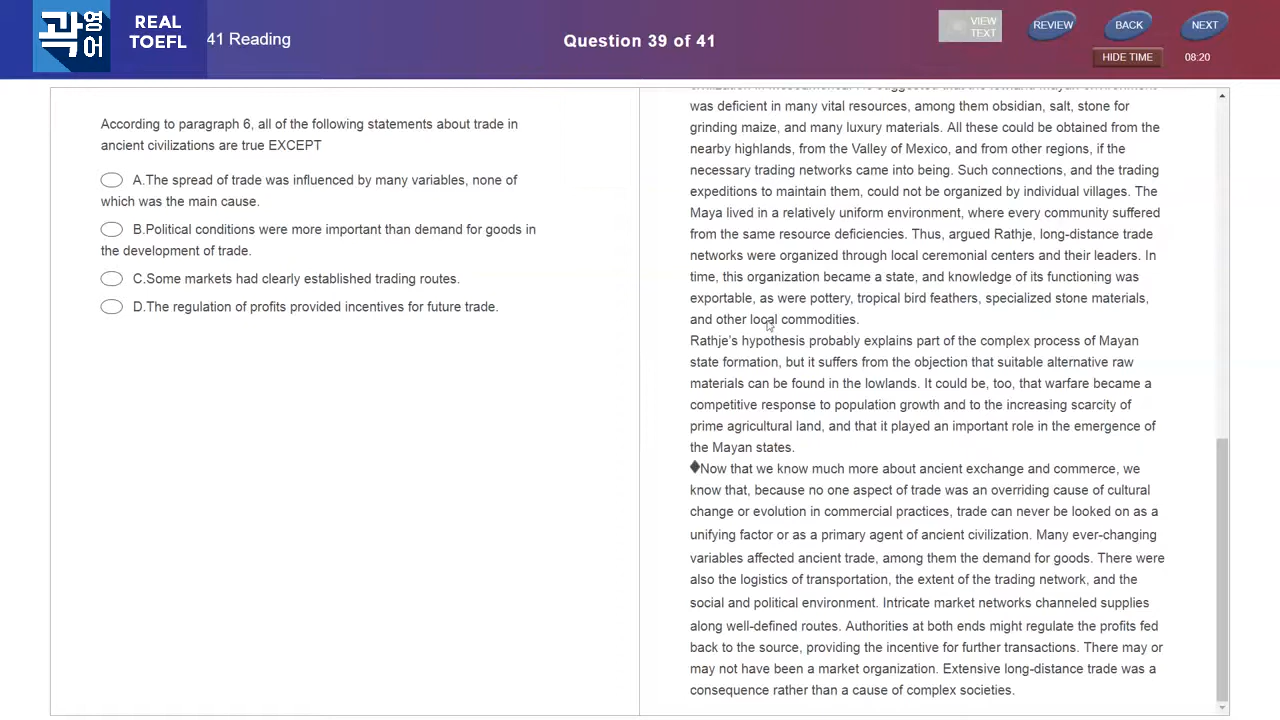 광
영
어
REAL
TOEFL
41 Reading
Question 39 of 41
VIEW
TEXT
REVIEW
BACK
NEXT
HIDE TIME
08:20
According to paragraph 6, all of the following statements about trade in
ancient civilizations are true EXCEPT
A.The spread of trade was influenced by many variables, none of
which was the main cause.
B.Political conditions were more important than demand for goods in
the development of trade.
C.Some markets had clearly established trading routes.
D.The regulation of profits provided incentives for future trade.
was deficient in many vital resources, among them obsidian, salt, stone for
grinding maize, and many luxury materials. All these could be obtained from the
nearby highlands, from the Valley of Mexico, and from other regions, if the
necessary trading networks came into being. Such connections, and the trading
expeditions to maintain them, could not be organized by individual villages. The
Maya lived in a relatively uniform environment, where every community suffered
from the same resource deficiencies. Thus, argued Rathje, long-distance trade
networks were organized through local ceremonial centers and their leaders. In
time, this organization became a state, and knowledge of its functioning was
exportable, as were pottery, tropical bird feathers, specialized stone materials,
and other local commodities.
Rathje's hypothesis probably explains part of the complex process of Mayan
state formation, but it suffers from the objection that suitable alternative raw
materials can be found in the lowlands. It could be, too, that warfare became a
competitive response to population growth and to the increasing scarcity of
prime agricultural land, and that it played an important role in the emergence of
the Mayan states.
◆Now that we know much more about ancient exchange and commerce, we
know that, because no one aspect of trade was an overriding cause of cultural
change or evolution in commercial practices, trade can never be looked on as a
unifying factor or as a primary agent of ancient civilization. Many ever-changing
variables affected ancient trade, among them the demand for goods. There were
also the logistics of transportation, the extent of the trading network, and the
social and political environment. Intricate market networks channeled supplies
along well-defined routes. Authorities at both ends might regulate the profits fed
back to the source, providing the incentive for further transactions. There may or
may not have been a market organization. Extensive long-distance trade was a
consequence rather than a cause of complex societies.